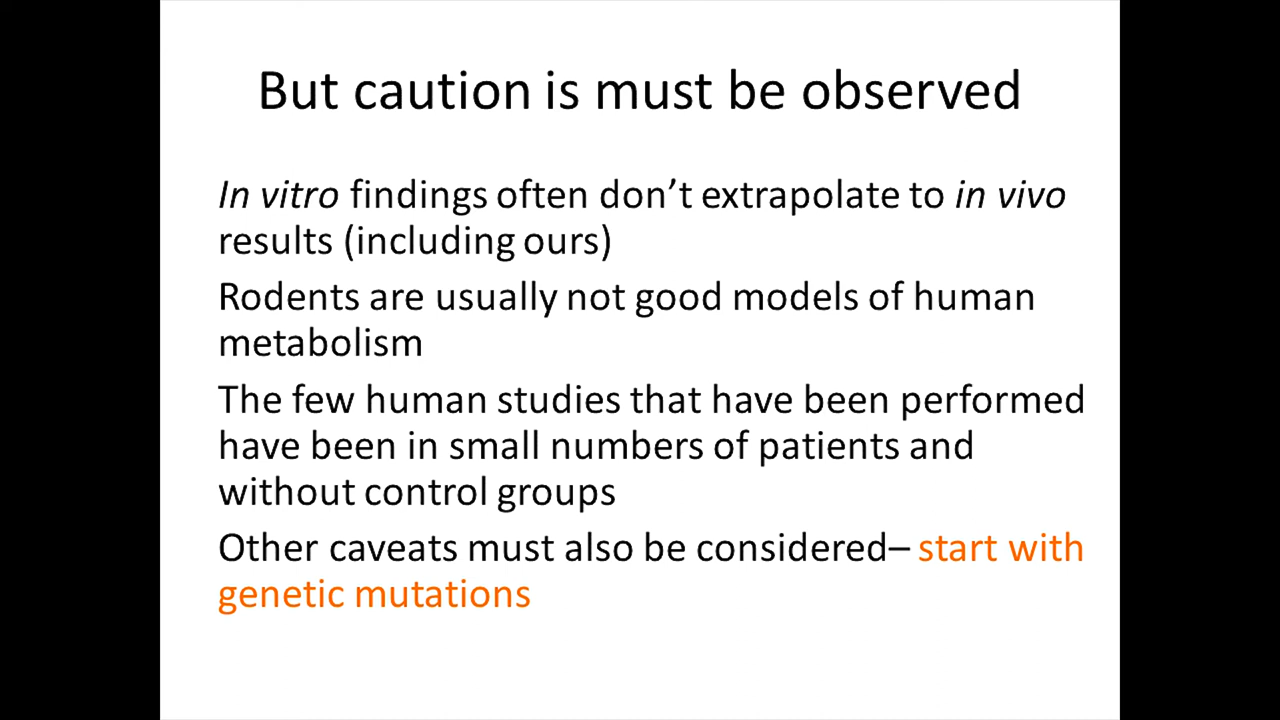 But caution is must be observed
In vitro findings often don’t extrapolate to in vivo
results (including ours)
Rodents are usually not good models of human
metabolism
The few human studies that have been performed
have been in small numbers of patients and
without control groups
Other caveats must also be considered– start with
genetic mutations